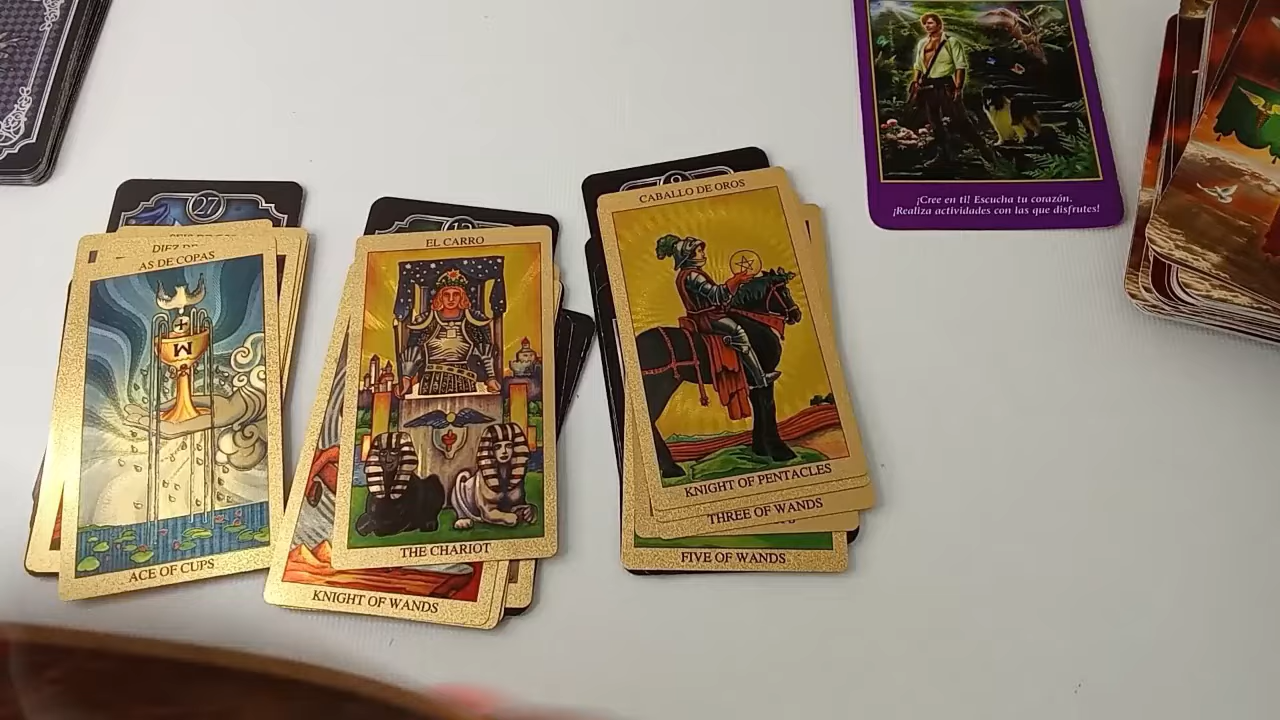 27
DIEZ DE
AS DE COPAS
ACE OF CUPS
EL CARRO
THE CHARIOT
KNIGHT OF WANDS
CABALLO DE OROS
KNIGHT OF PENTACLES
THREE OF WANDS
FIVE OF WANDS
¡Cree en ti! Escucha tu corazón.
¡Realiza actividades con las que disfrutes!